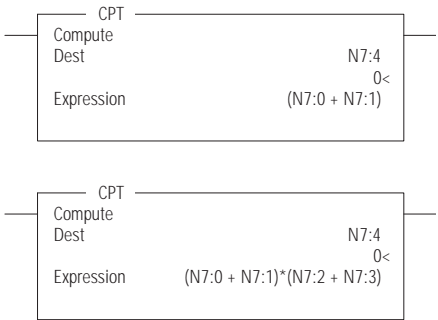 CPT
Compute
Dest N7:4
0<
Expression (N7:0 + N7:1)
CPT
Compute
Dest N7:4
0<
Expression (N7:0 + N7:1)*(N7:2 + N7:3)